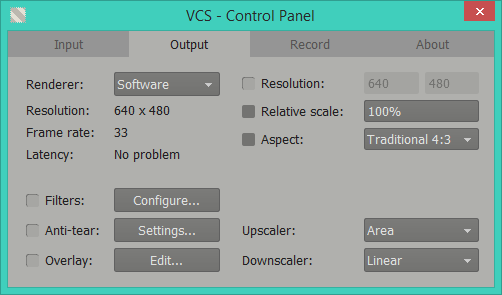 VCS - Control Panel
Input Output Record About
Renderer: Software
Resolution: 640 x 480
Frame rate: 33
Latency: No problem
Resolution: 640 480
Relative scale: 100%
Aspect: Traditional 4:3
Filters: Configure...
Anti-tear: Settings...
Overlay: Edit...
Upscaler: Area
Downscaler: Linear